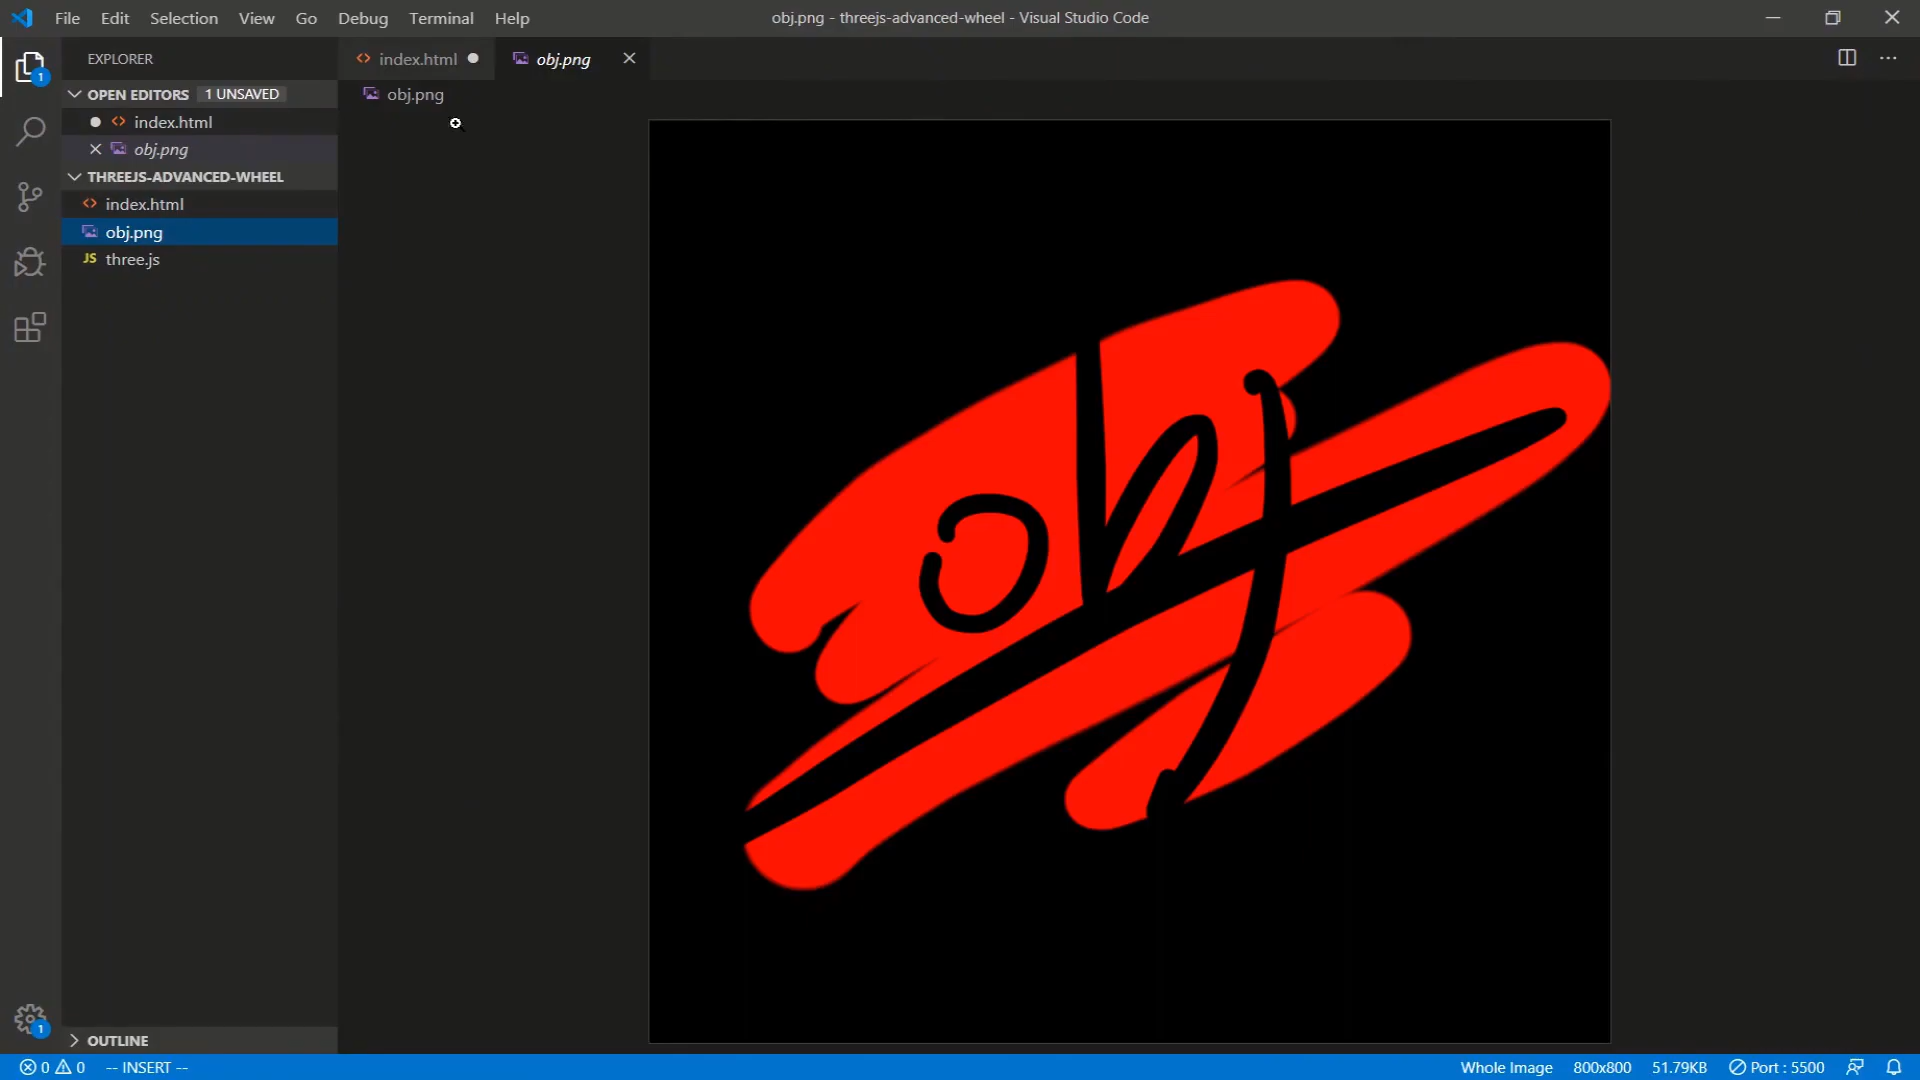 File Edit Selection View Go Debug Terminal Help
obj.png - threejs-advanced-wheel - Visual Studio Code
EXPLORER
index.html
obj.png
OPEN EDITORS 1 UNSAVED
obj.png
index.html
obj.png
THREEJS-ADVANCED-WHEEL
index.html
obj.png
JS three.js
obj
OUTLINE
1
1
0 0 -- INSERT --
Whole Image 800x800 51.79KB Port : 5500